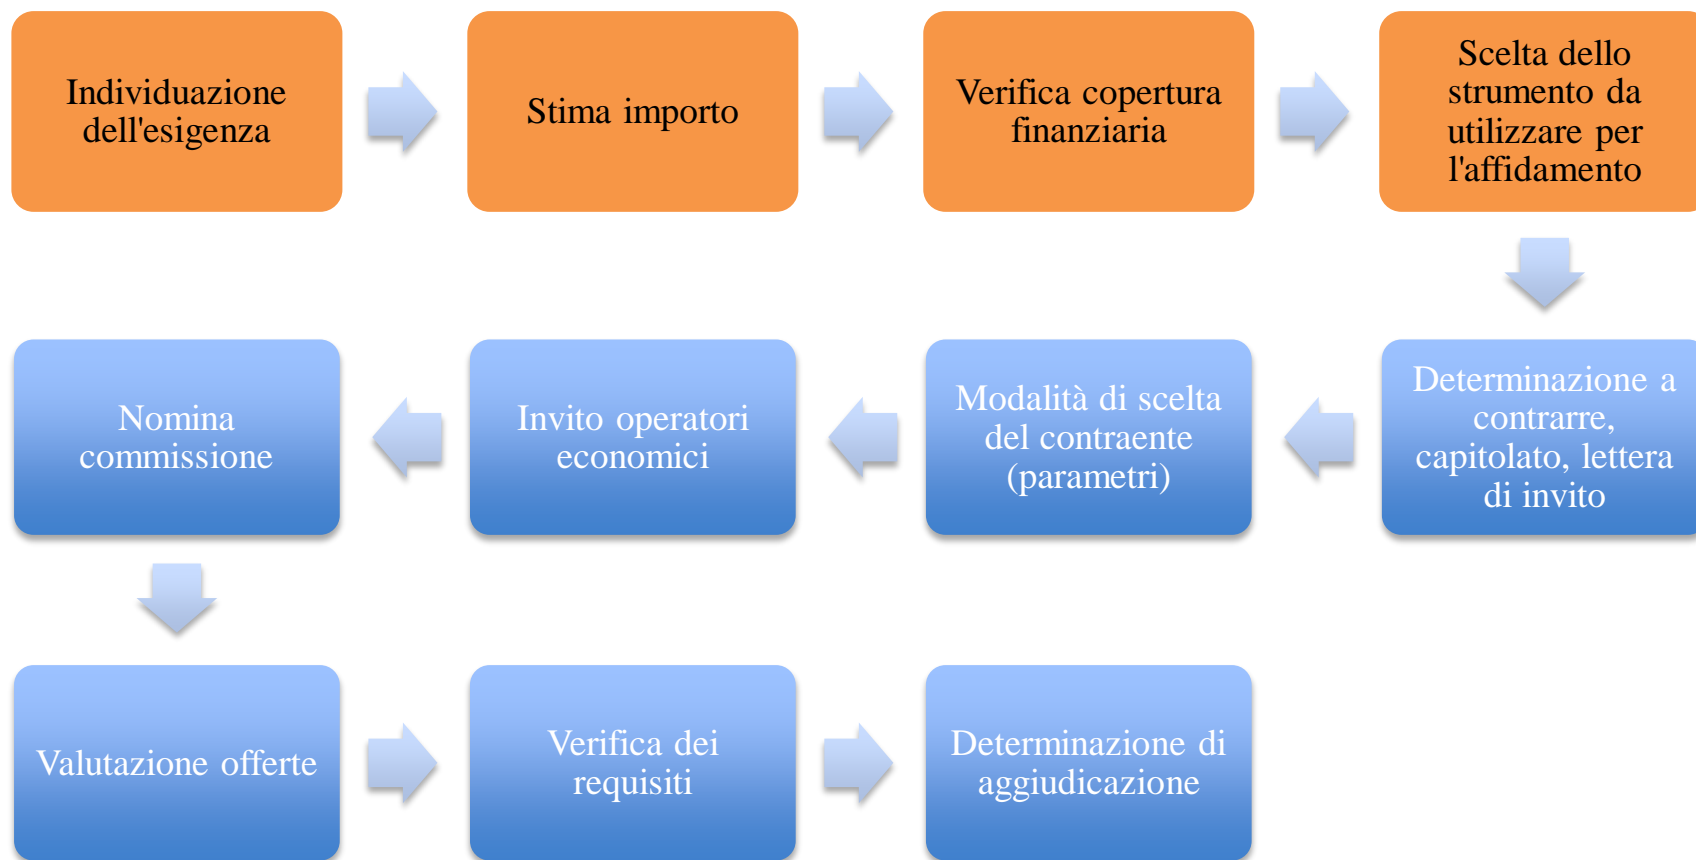 Individuazione
dell'esigenza
Stima importo
Verifica copertura
finanziaria
Scelta dello
strumento da
utilizzare per
l'affidamento
Determinazione a
contrarre,
capitolato, lettera
di invito
Modalità di scelta
del contraente
(parametri)
Invito operatori
economici
Nomina
commissione
Valutazione offerte
Verifica dei
requisiti
Determinazione di
aggiudicazione